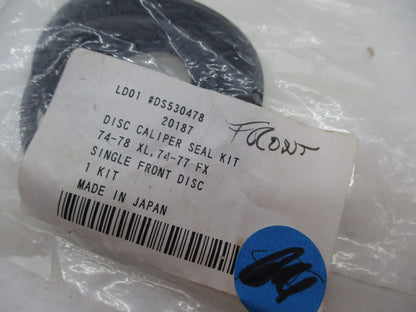 LD01 #DS530478
20187
DISC CALIPER SEAL KIT
74-78 XL, 74-77 FX
SINGLE FRONT DISC
1 KIT
MADE IN JAPAN
FRONT